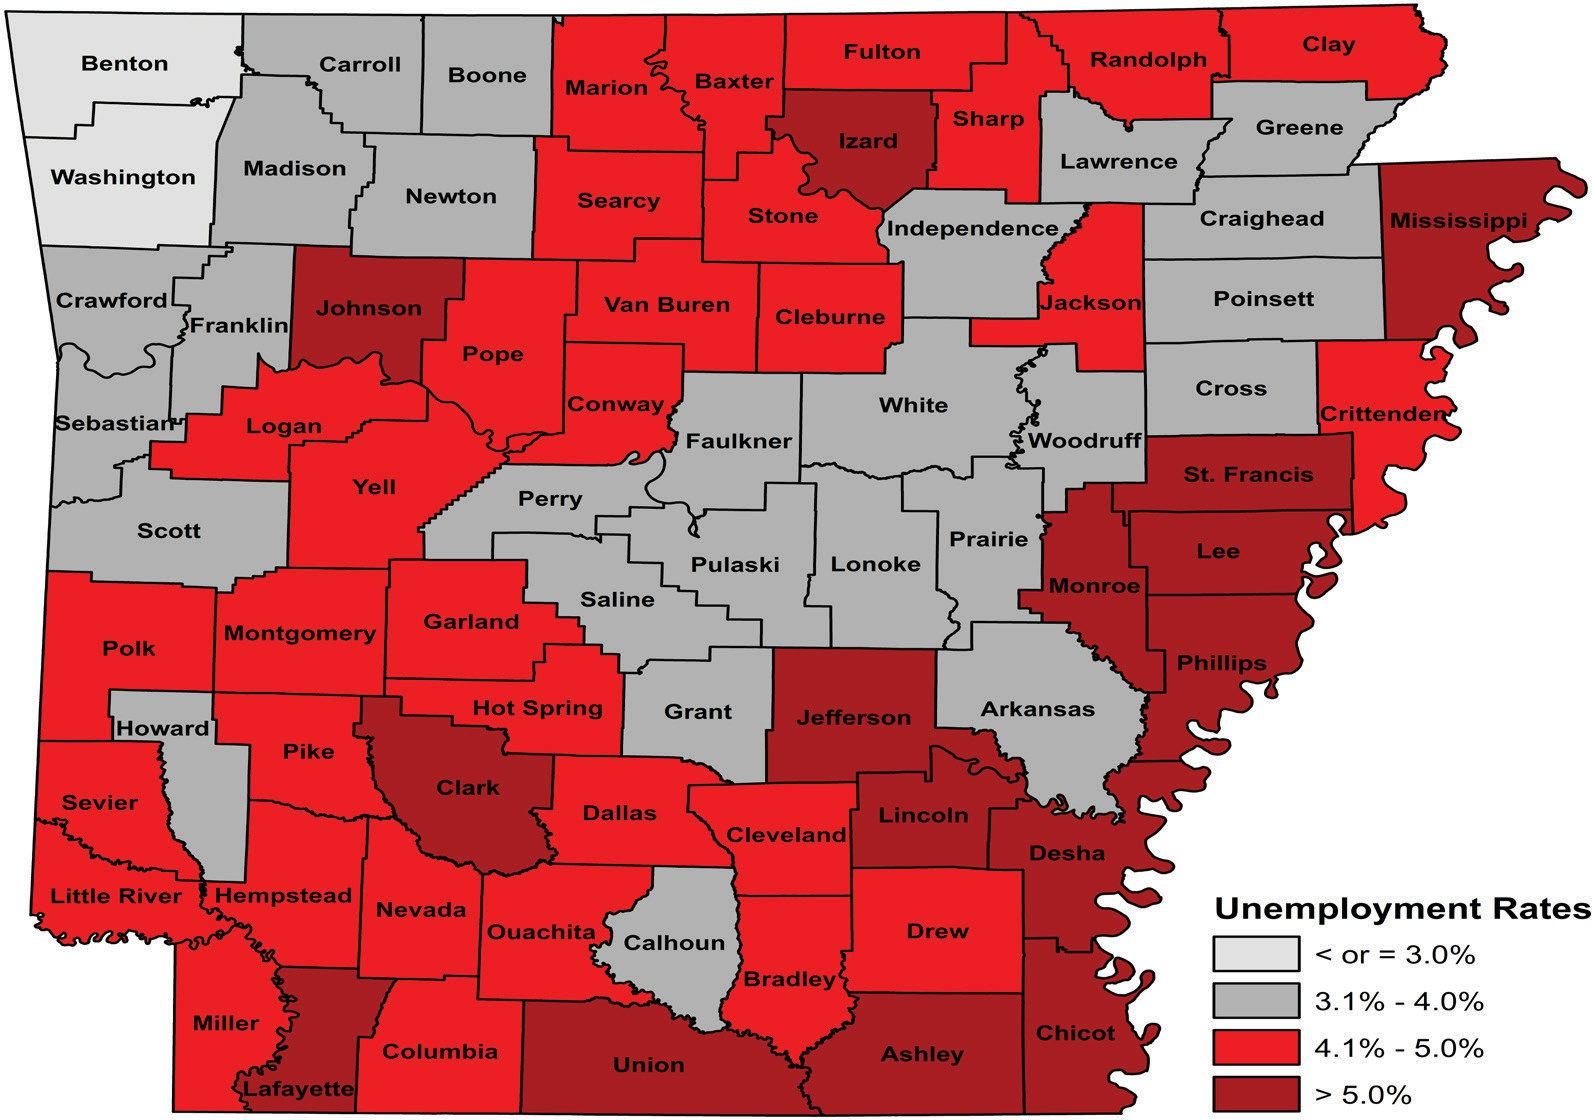 Benton
Carroll
Boone
Marion
Baxter
Fulton
Randolph
Clay
Izard
Sharp
Greene
Lawrence
Washington
Madison
Newton
Searcy
Stone
Independence
Craighead
Mississippi
Crawford
Franklin
Johnson
Pope
Van Buren
Cleburne
Jackson
Poinsett
Sebastian
Logan
Conway
Faulkner
White
Woodruff
Cross
Crittenden
St. Francis
Scott
Yell
Perry
Pulaski
Lonoke
Prairie
Lee
Monroe
Saline
Garland
Montgomery
Polk
Phillips
Howard
Pike
Hot Spring
Grant
Jefferson
Arkansas
Clark
Sevier
Dallas
Cleveland
Lincoln
Desha
Little River
Hempstead
Nevada
Ouachita
Calhoun
Bradley
Drew
Miller
Lafayette
Columbia
Union
Ashley
Chicot
Unemployment Rates
< or = 3.0%
3.1% - 4.0%
4.1% - 5.0%
> 5.0%